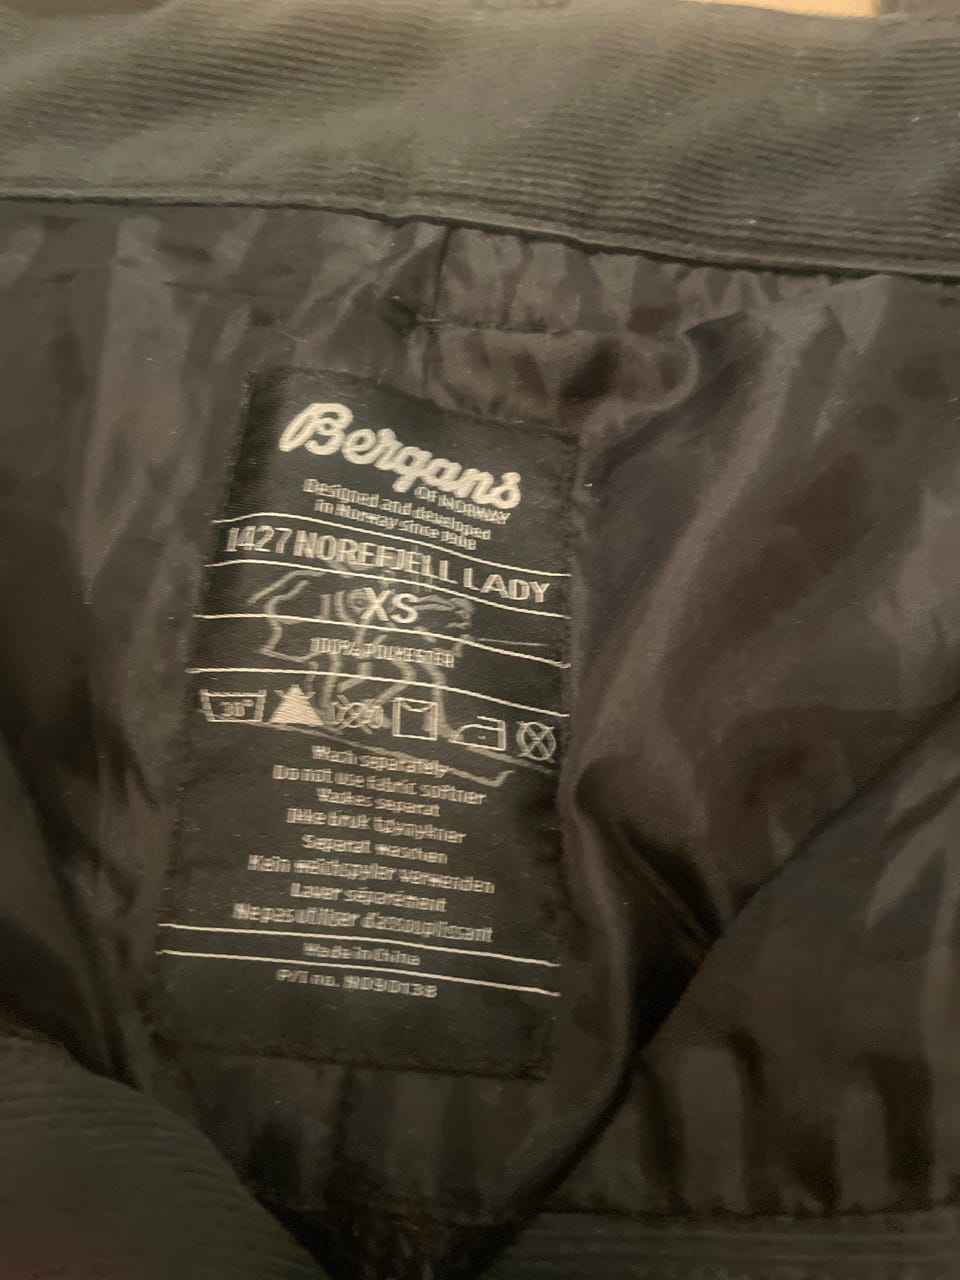 Bergans
OF NORWAY
Designed and developed
in Norway since 1908
1427 NOREFJELL LADY
XS
100% POLYESTER
30°
Wash separately
Do not use fabric softner
Vaskes separat
Ikke bruk tøymykner
Separat waschen
Kein weichspyler verwenden
Laver séparément
Ne pas utiliser d'assouplissant
Made in China
P/I no. ND90138